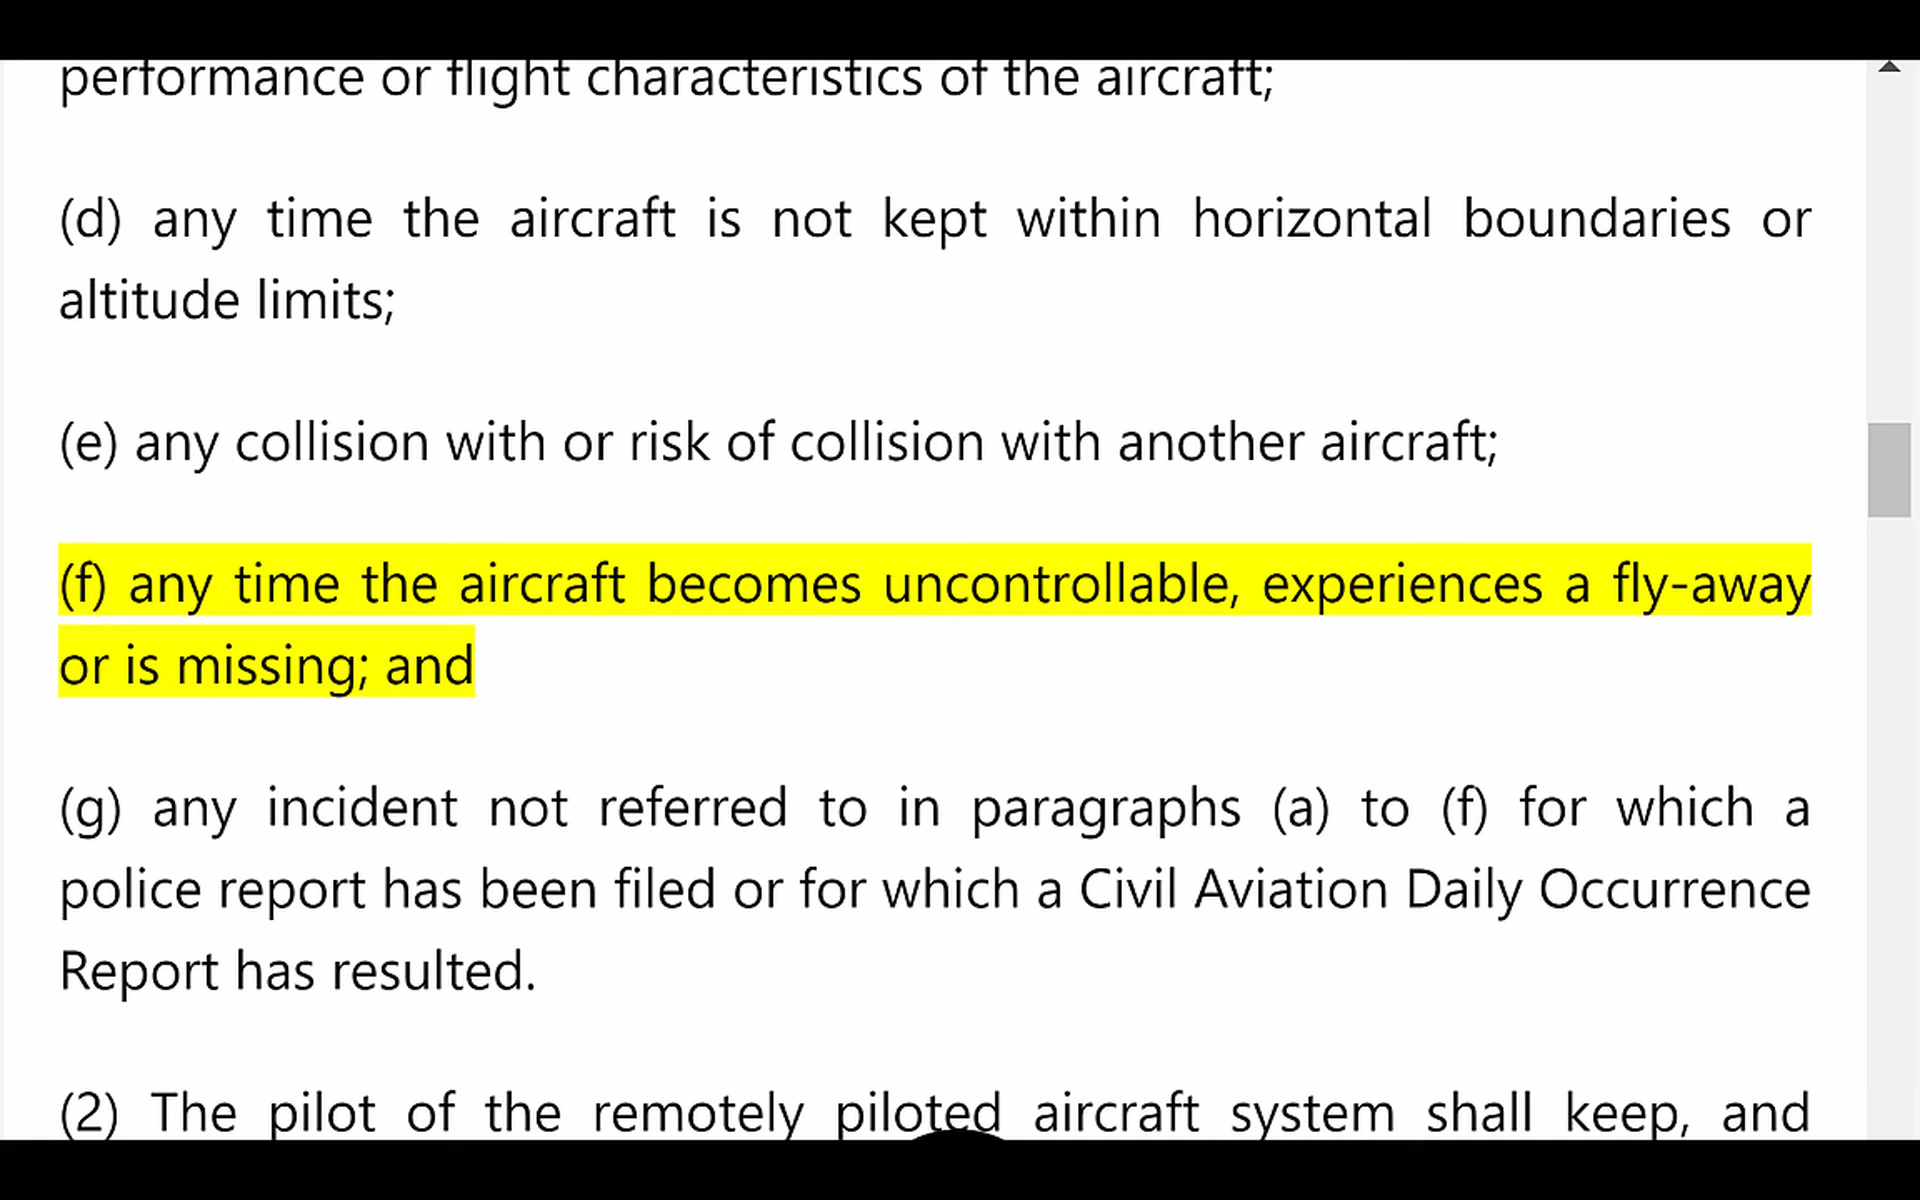 performance or flight characteristics of the aircraft;
(d) any time the aircraft is not kept within horizontal boundaries or
altitude limits;
(e) any collision with or risk of collision with another aircraft;
(f) any time the aircraft becomes uncontrollable, experiences a fly-away
or is missing; and
(g) any incident not referred to in paragraphs (a) to (f) for which a
police report has been filed or for which a Civil Aviation Daily Occurrence
Report has resulted.
(2) The pilot of the remotely piloted aircraft system shall keep, and